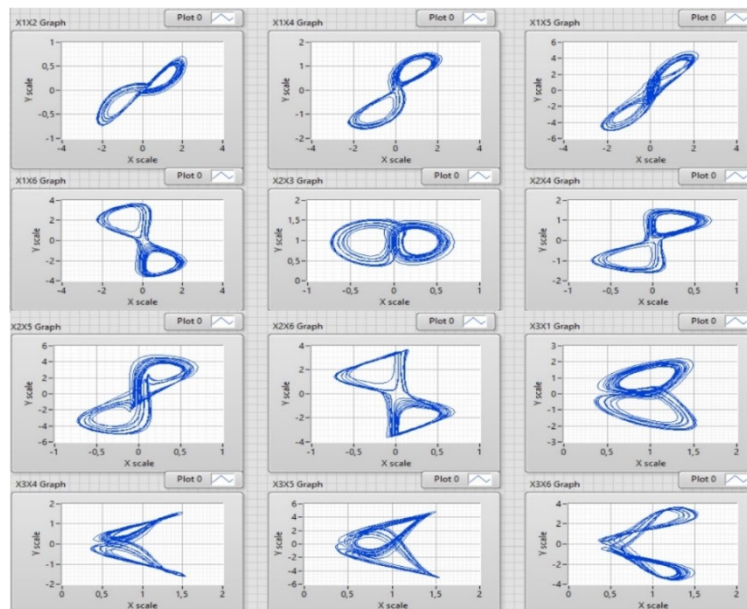 X1X2 Graph
Plot 0
Y scale
1
0,5
0
-0,5
-1
-4 -2 0 2 4
X scale
X1X4 Graph
Plot 0
Y scale
2
1
0
-1
-2
-4 -2 0 2 4
X scale
X1X5 Graph
Plot 0
Y scale
6
4
2
0
-2
-4
-6
-4 -2 0 2 4
X scale
X1X6 Graph
Plot 0
Y scale
4
2
0
-2
-4
-4 -2 0 2 4
X scale
X2X3 Graph
Plot 0
Y scale
2
1,5
1
0,5
0
-1 -0,5 0 0,5 1
X scale
X2X4 Graph
Plot 0
Y scale
2
1
0
-1
-2
-1 -0,5 0 0,5 1
X scale
X2X5 Graph
Plot 0
Y scale
6
4
2
0
-2
-4
-6
-1 -0,5 0 0,5 1
X scale
X2X6 Graph
Plot 0
Y scale
4
2
0
-2
-4
-1 -0,5 0 0,5 1
X scale
X3X1 Graph
Plot 0
Y scale
3
2
1
0
-1
-2
-3
0 0,5 1 1,5 2
X scale
X3X4 Graph
Plot 0
Y scale
2
1
0
-1
-2
0 0,5 1 1,5 2
X scale
X3X5 Graph
Plot 0
Y scale
6
4
2
0
-2
-4
-6
0 0,5 1 1,5 2
X scale
X3X6 Graph
Plot 0
Y scale
4
2
0
-2
-4
0 0,5 1 1,5 2
X scale